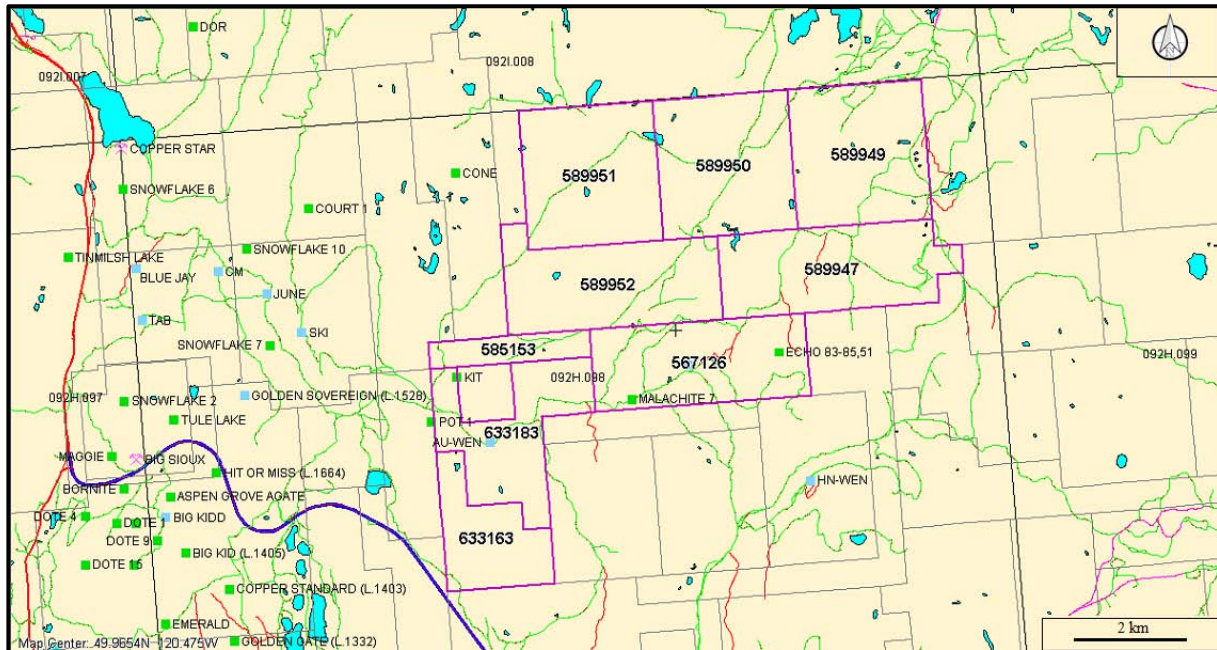 DOR
092I.007
092I.008
COPPER STAR
CONE
589951
589950
589949
SNOWFLAKE 6
COURT 1
SNOWFLAKE 10
TINMILSH LAKE
BLUE JAY
CM
589952
589947
JUNE
TAB
SKI
SNOWFLAKE 7
585153
ECHO 83-85,51
092H.099
567126
KIT
092H.098
092H.097
SNOWFLAKE 2
GOLDEN SOVEREIGN (L.1528)
MALACHITE 7
TULE LAKE
POT 1
633183
AU-WEN
MAGGIE
BIG SIOUX
HIT OR MISS (L.1664)
HN-WEN
BORNITE
ASPEN GROVE AGATE
DOTE 4
DOTE 1
BIG KIDD
DOTE 9
633163
BIG KID (L.1405)
DOTE 15
COPPER STANDARD (L.1403)
EMERALD
2 km
Map Center: 49.9654N -120.475W
GOLDEN GATE (L.1332)